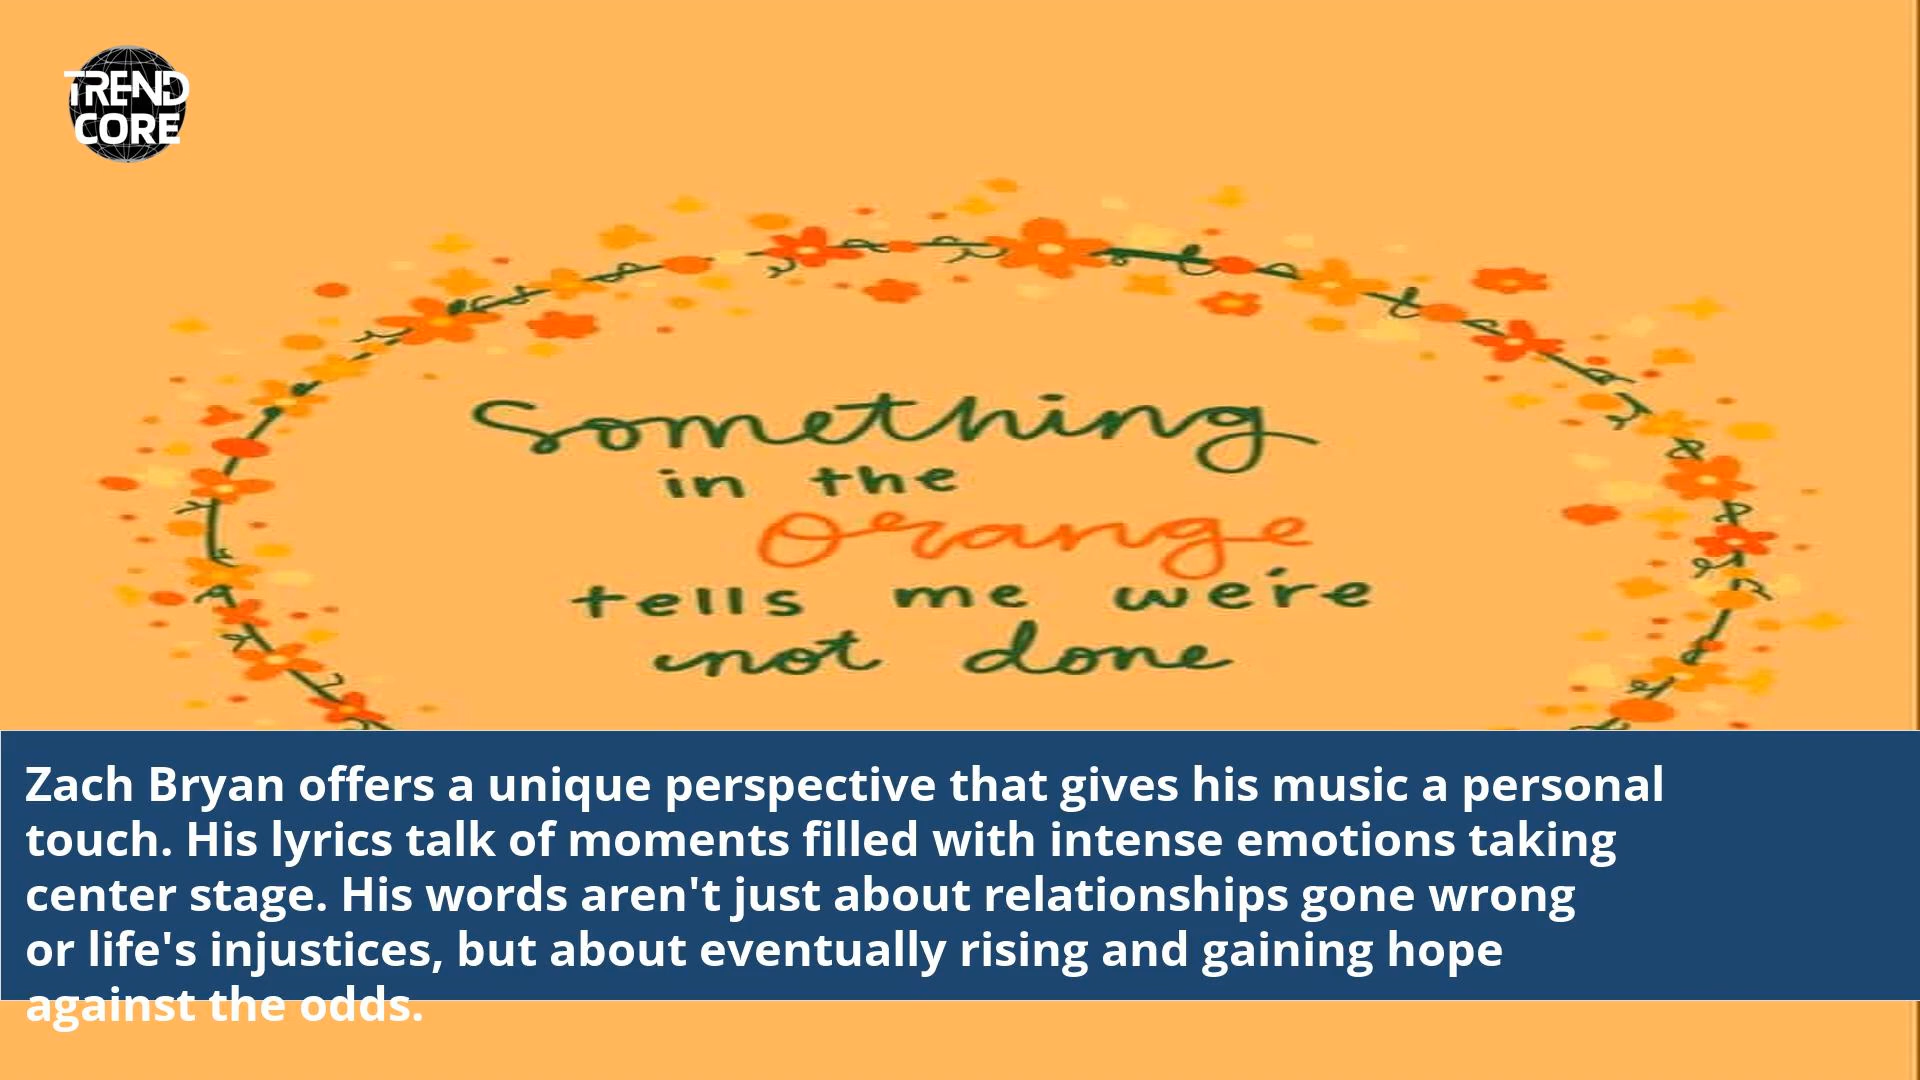 TREND
CORE
Something
in the
orange
tells me we're
not done
Zach Bryan offers a unique perspective that gives his music a personal
touch. His lyrics talk of moments filled with intense emotions taking
center stage. His words aren't just about relationships gone wrong
or life's injustices, but about eventually rising and gaining hope
against the odds.